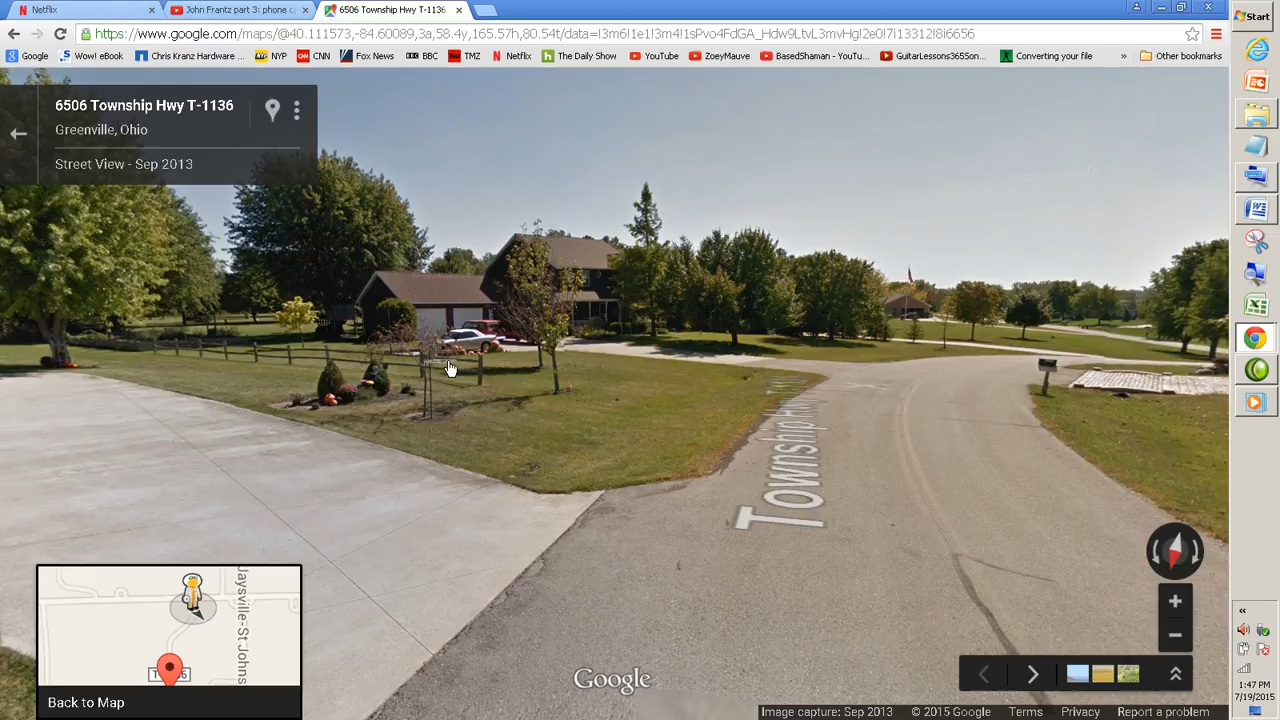 Netflix
John Frantz part 3: phone c
6506 Township Hwy T-1136
https://www.google.com/maps/@40.111573,-84.60089,3a,58.4y,165.57h,90.54t/data=!3m6!1e1!3m4!1sPvo4FdGA_Hdw9LtvL3mvHg!2e0!7i13312!8i6656
Google
Wow! eBook
Chris Kranz Hardware ...
NYP
CNN
Fox News
BBC
TMZ
Netflix
The Daily Show
YouTube
ZoeyMauve
BasedShaman - YouT...
GuitarLessons365on...
Converting your file
Other bookmarks
Start
6506 Township Hwy T-1136
Greenville, Ohio
Street View - Sep 2013
Township Hwy
Jaysville-St Johns
Back to Map
Google
Image capture: Sep 2013 © 2015 Google Terms Privacy Report a problem
1:47 PM
7/19/2015